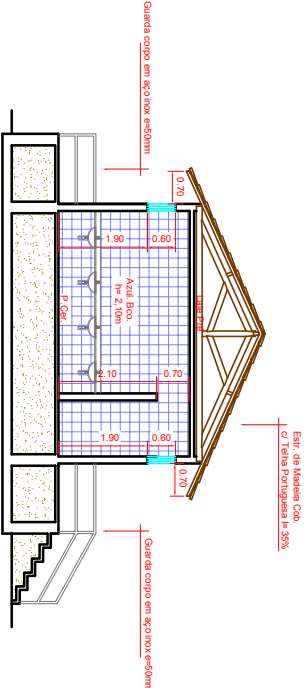 Guarda corpo em aço inox e=50mm
0.70
1.90
0.60
Azul. Bco.
h= 2,10m
P.Cer.
Laje Pré
2.10
0.70
1.90
0.60
0.70
Estr. de Madeira Cob.
c/ Telha Portuguesa I= 35%
Guarda corpo em aço inox e=50mm